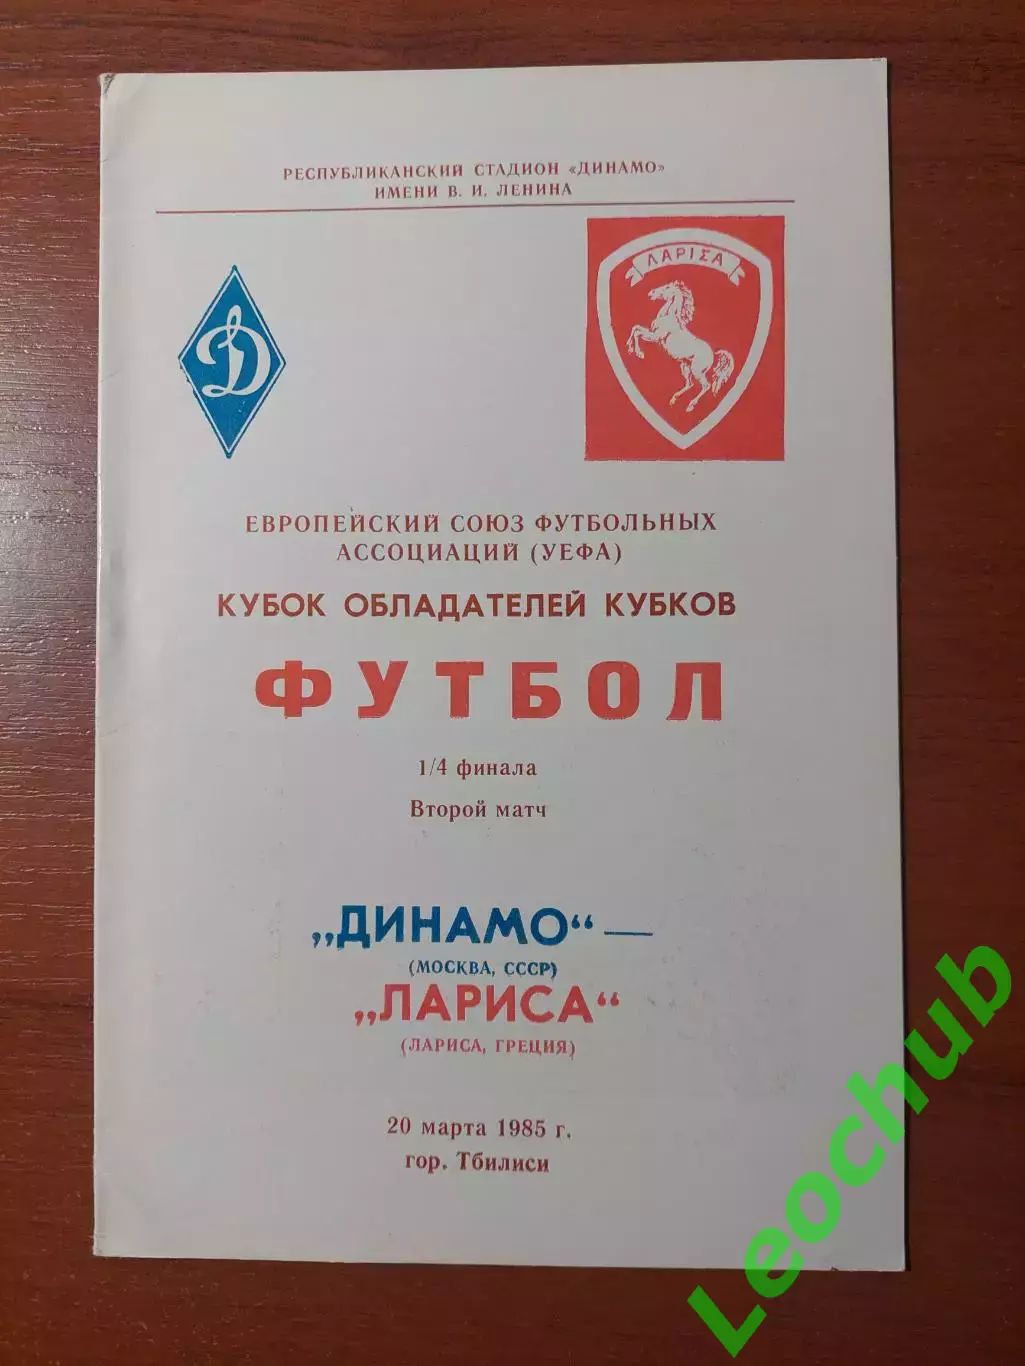 РЕСПУБЛИКАНСКИЙ СТАДИОН «ДИНАМО»
ИМЕНИ В. И. ЛЕНИНА
Д
ΛΑΡΙΣΑ
ЕВРОПЕЙСКИЙ СОЮЗ ФУТБОЛЬНЫХ
АССОЦИАЦИЙ (УЕФА)
КУБОК ОБЛАДАТЕЛЕЙ КУБКОВ
ФУТБОЛ
1/4 финала
Второй матч
„ДИНАМО“ —
(МОСКВА, СССР)
„ЛАРИСА“
(ЛАРИСА, ГРЕЦИЯ)
20 марта 1985 г.
гор. Тбилиси
Leochub